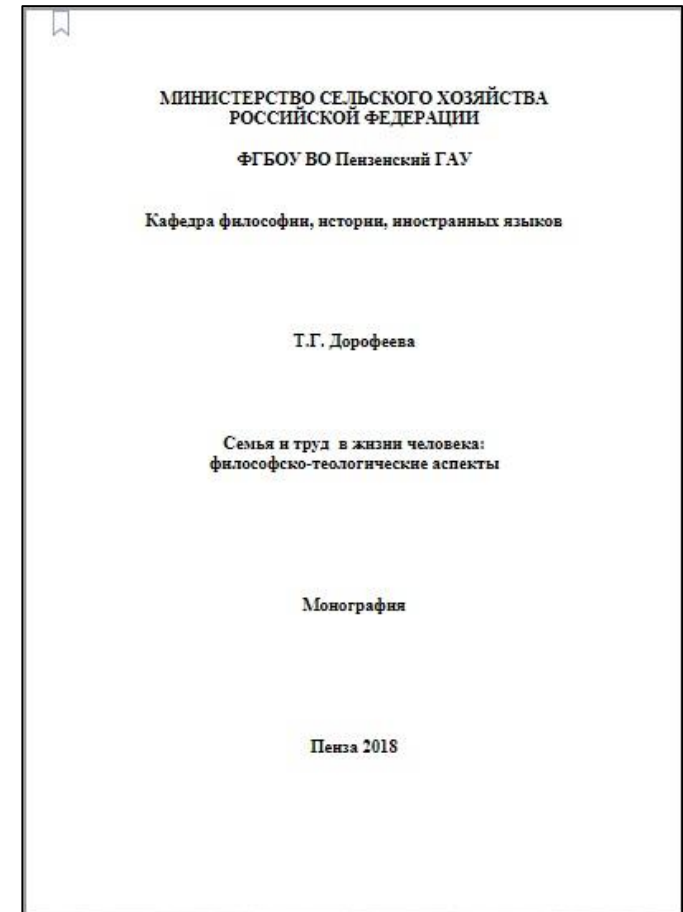 МИНИСТЕРСТВО СЕЛЬСКОГО ХОЗЯЙСТВА
РОССИЙСКОЙ ФЕДЕРАЦИИ
ФГБОУ ВО Пензенский ГАУ
Кафедра философии, истории, иностранных языков
Т.Г. Дорофеева
Семья и труд в жизни человека:
философско-теологические аспекты
Монография
Пенза 2018